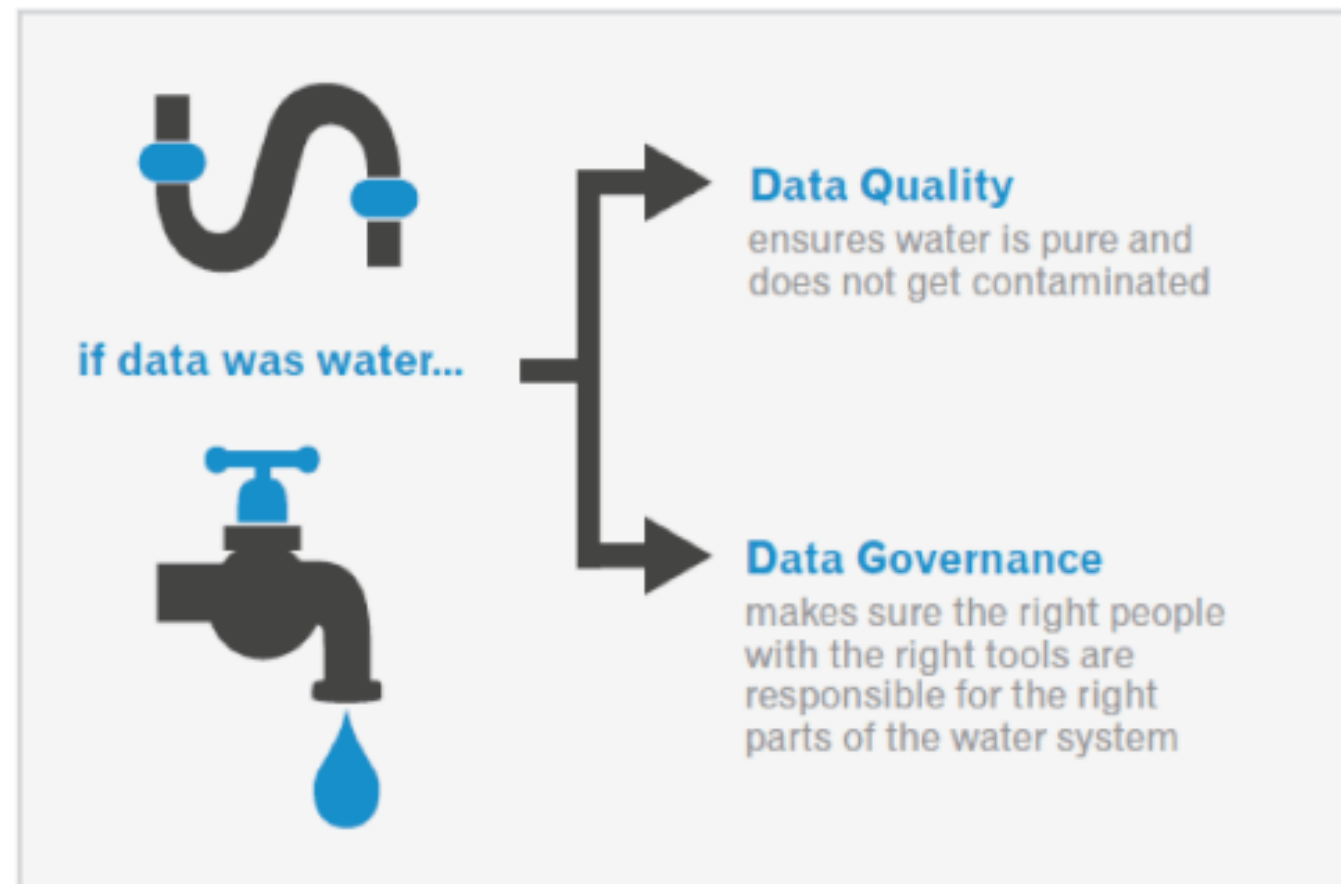 if data was water...
Data Quality
ensures water is pure and
does not get contaminated
Data Governance
makes sure the right people
with the right tools are
responsible for the right
parts of the water system